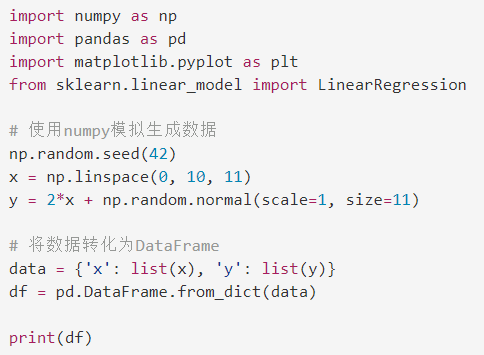 import numpy as np
import pandas as pd
import matplotlib.pyplot as plt
from sklearn.linear_model import LinearRegression

# 使用numpy模拟生成数据
np.random.seed(42)
x = np.linspace(0, 10, 11)
y = 2*x + np.random.normal(scale=1, size=11)

# 将数据转化为DataFrame
data = {'x': list(x), 'y': list(y)}
df = pd.DataFrame.from_dict(data)

print(df)